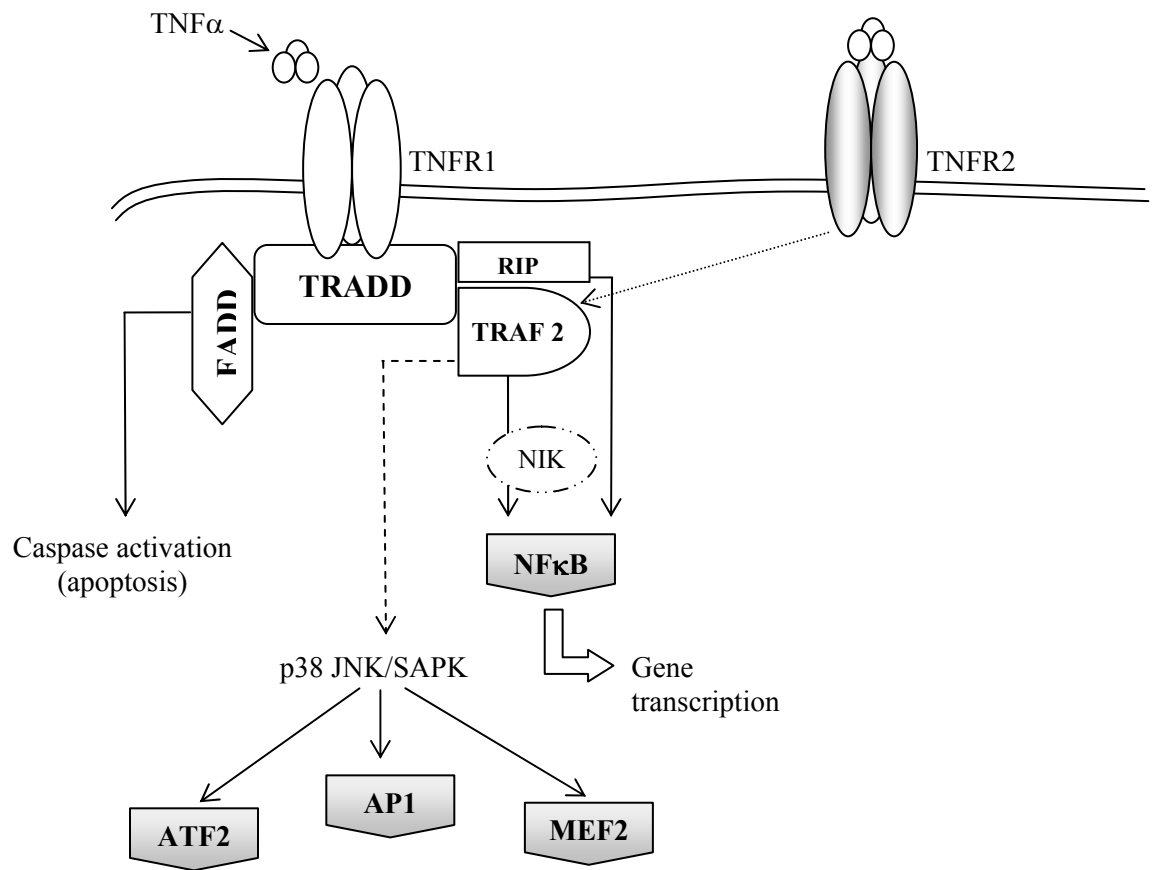 TNFα
TNFR1
TNFR2
RIP
TRADD
FADD
TRAF 2
NIK
Caspase activation
(apoptosis)
NFκB
p38 JNK/SAPK
Gene
transcription
AP1
ATF2
MEF2